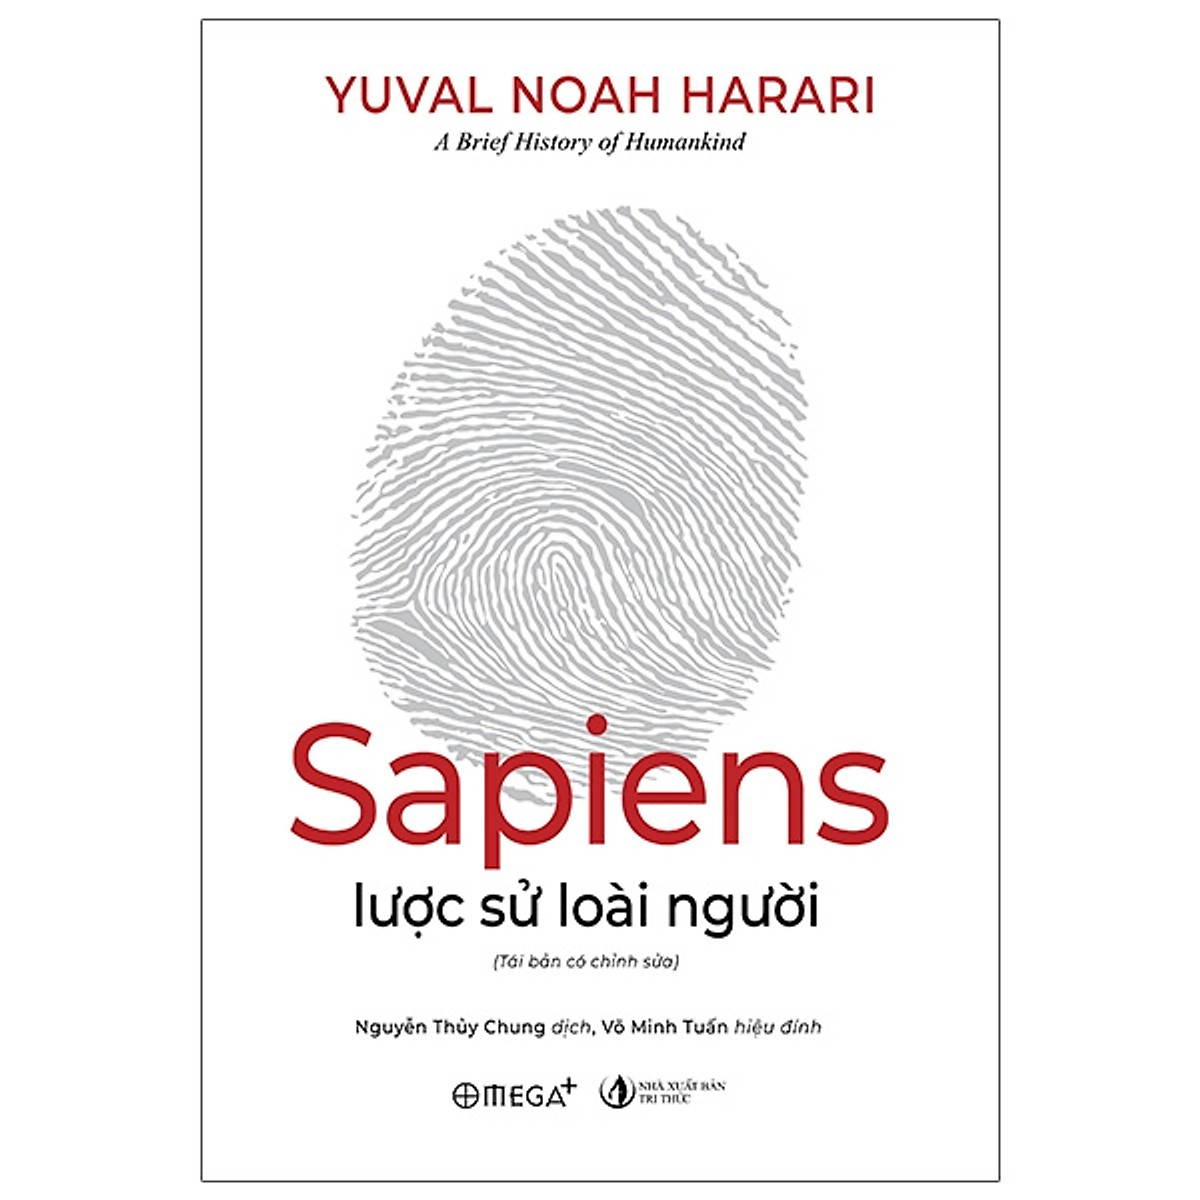 YUVAL NOAH HARARI
A Brief History of Humankind
Sapiens
lược sử loài người
(Tái bản có chỉnh sửa)
Nguyễn Thủy Chung dịch, Võ Minh Tuấn hiệu đính
OMEGA+
NHÀ XUẤT BẢN
TRI THỨC